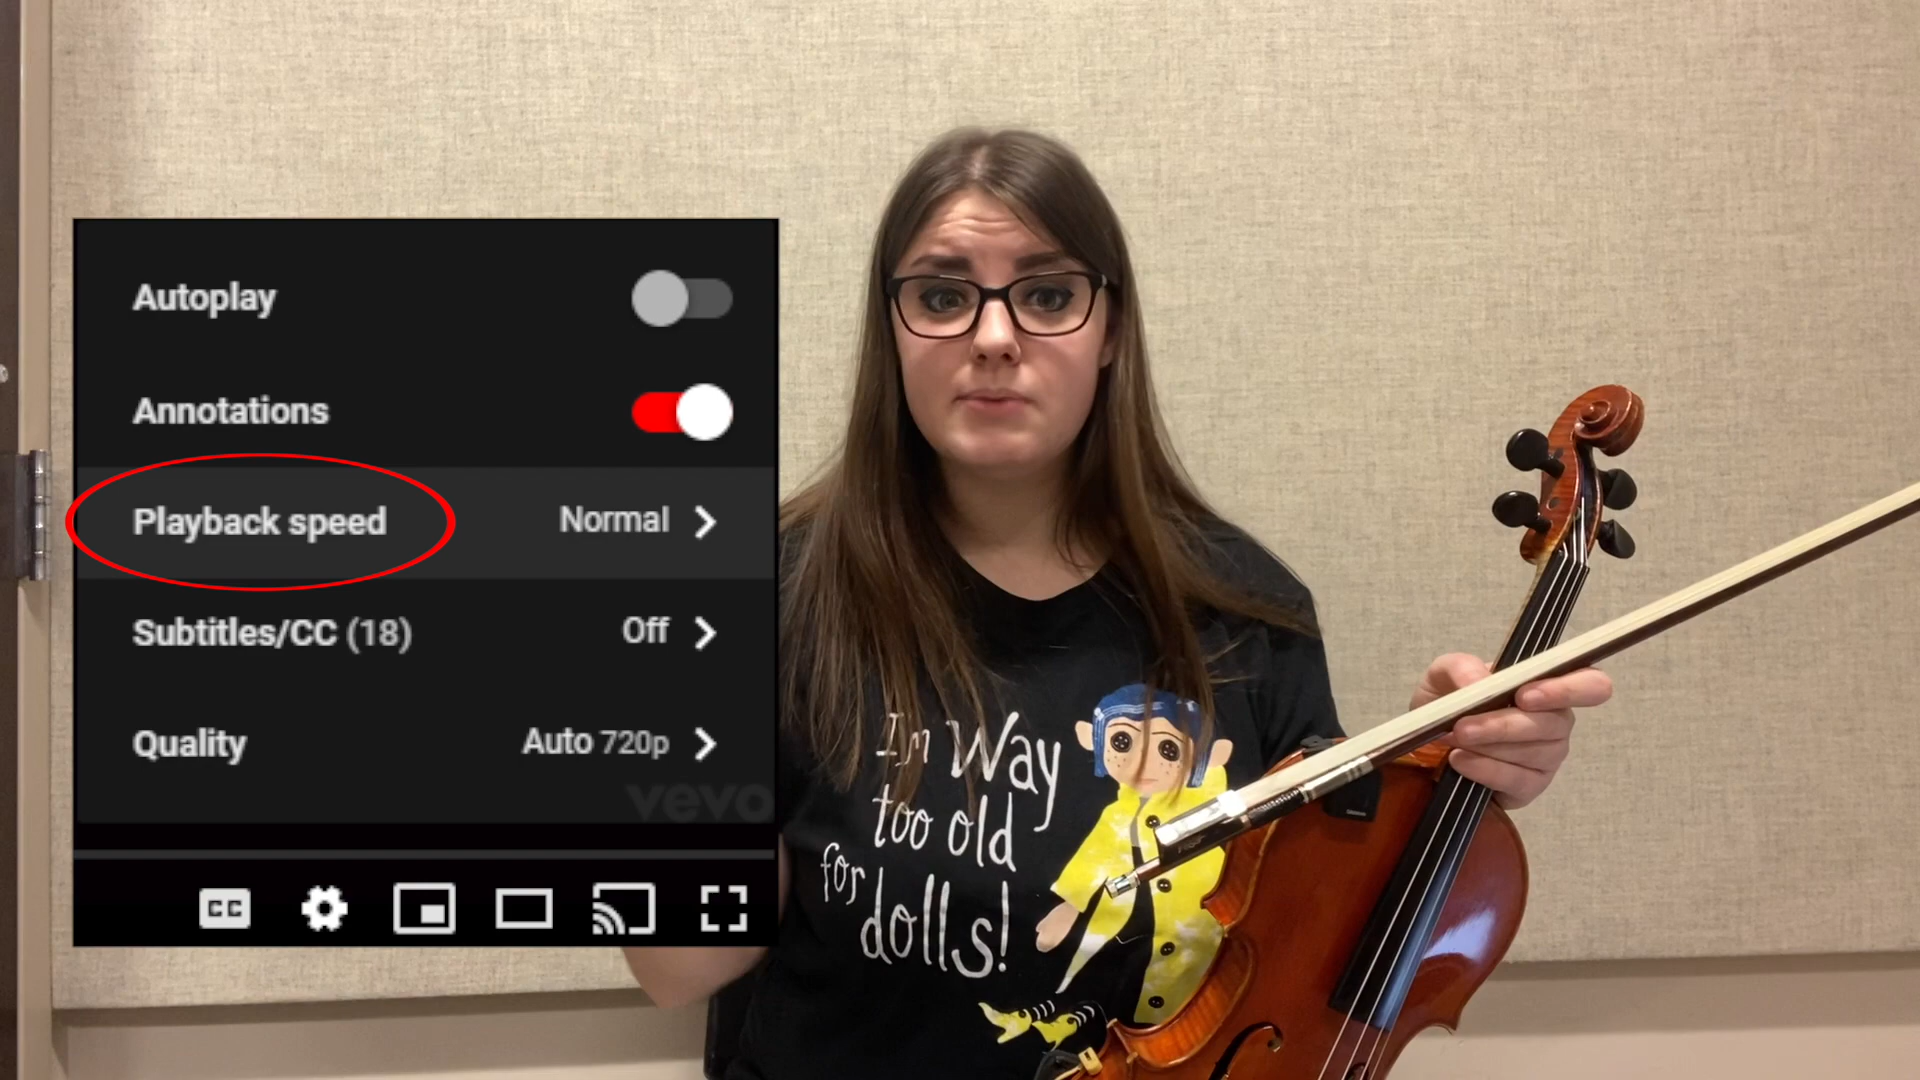 Autoplay
Annotations
Playback speed Normal
Subtitles/CC (18) Off
Quality Auto 720p
vevo
CC
I'm Way
too old
for
dolls!